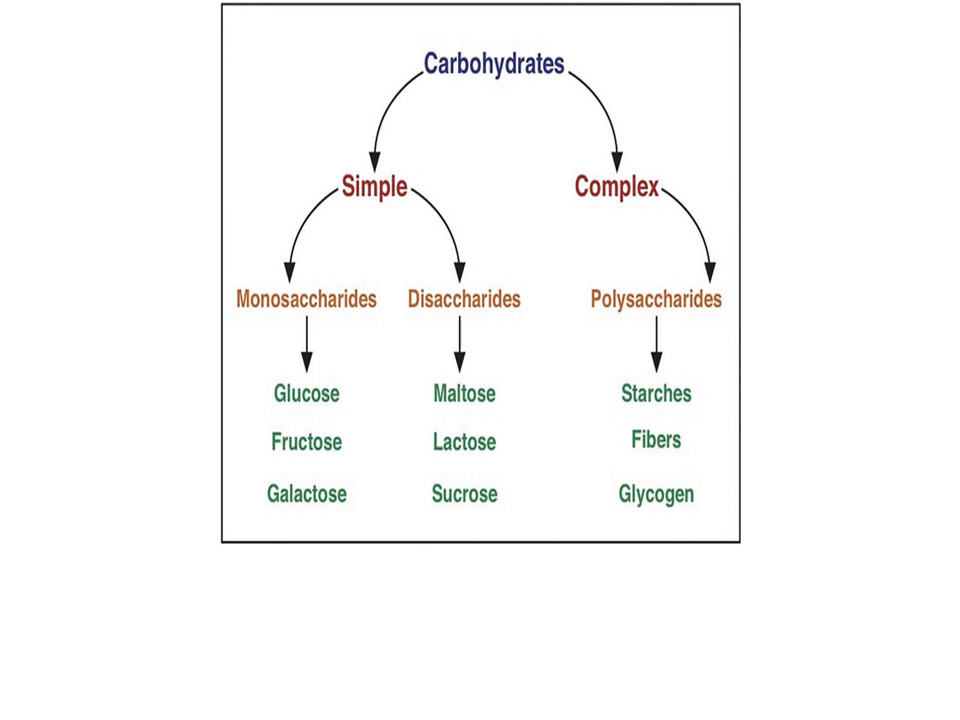 Carbohydrates
Simple Complex
Monosaccharides Disaccharides Polysaccharides
Glucose Maltose Starches
Fructose Lactose Fibers
Galactose Sucrose Glycogen